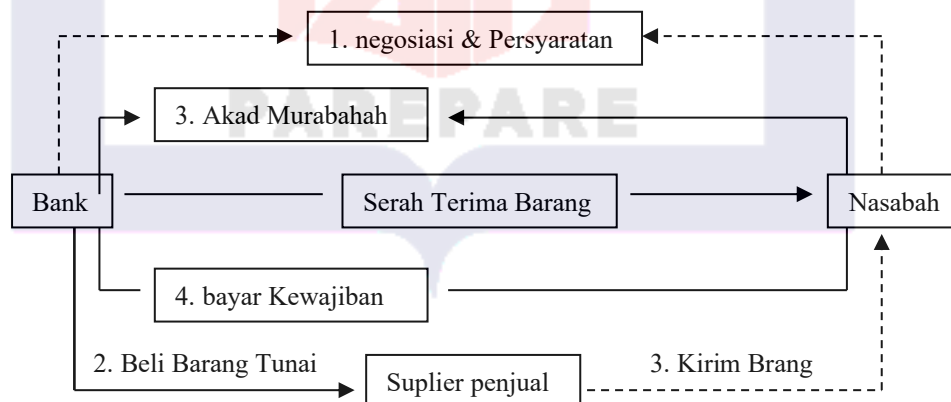 1. negosiasi & Persyaratan
PAREPARE
3. Akad Murabahah
Bank
Serah Terima Barang
Nasabah
4. bayar Kewajiban
2. Beli Barang Tunai
3. Kirim Brang
Suplier penjual